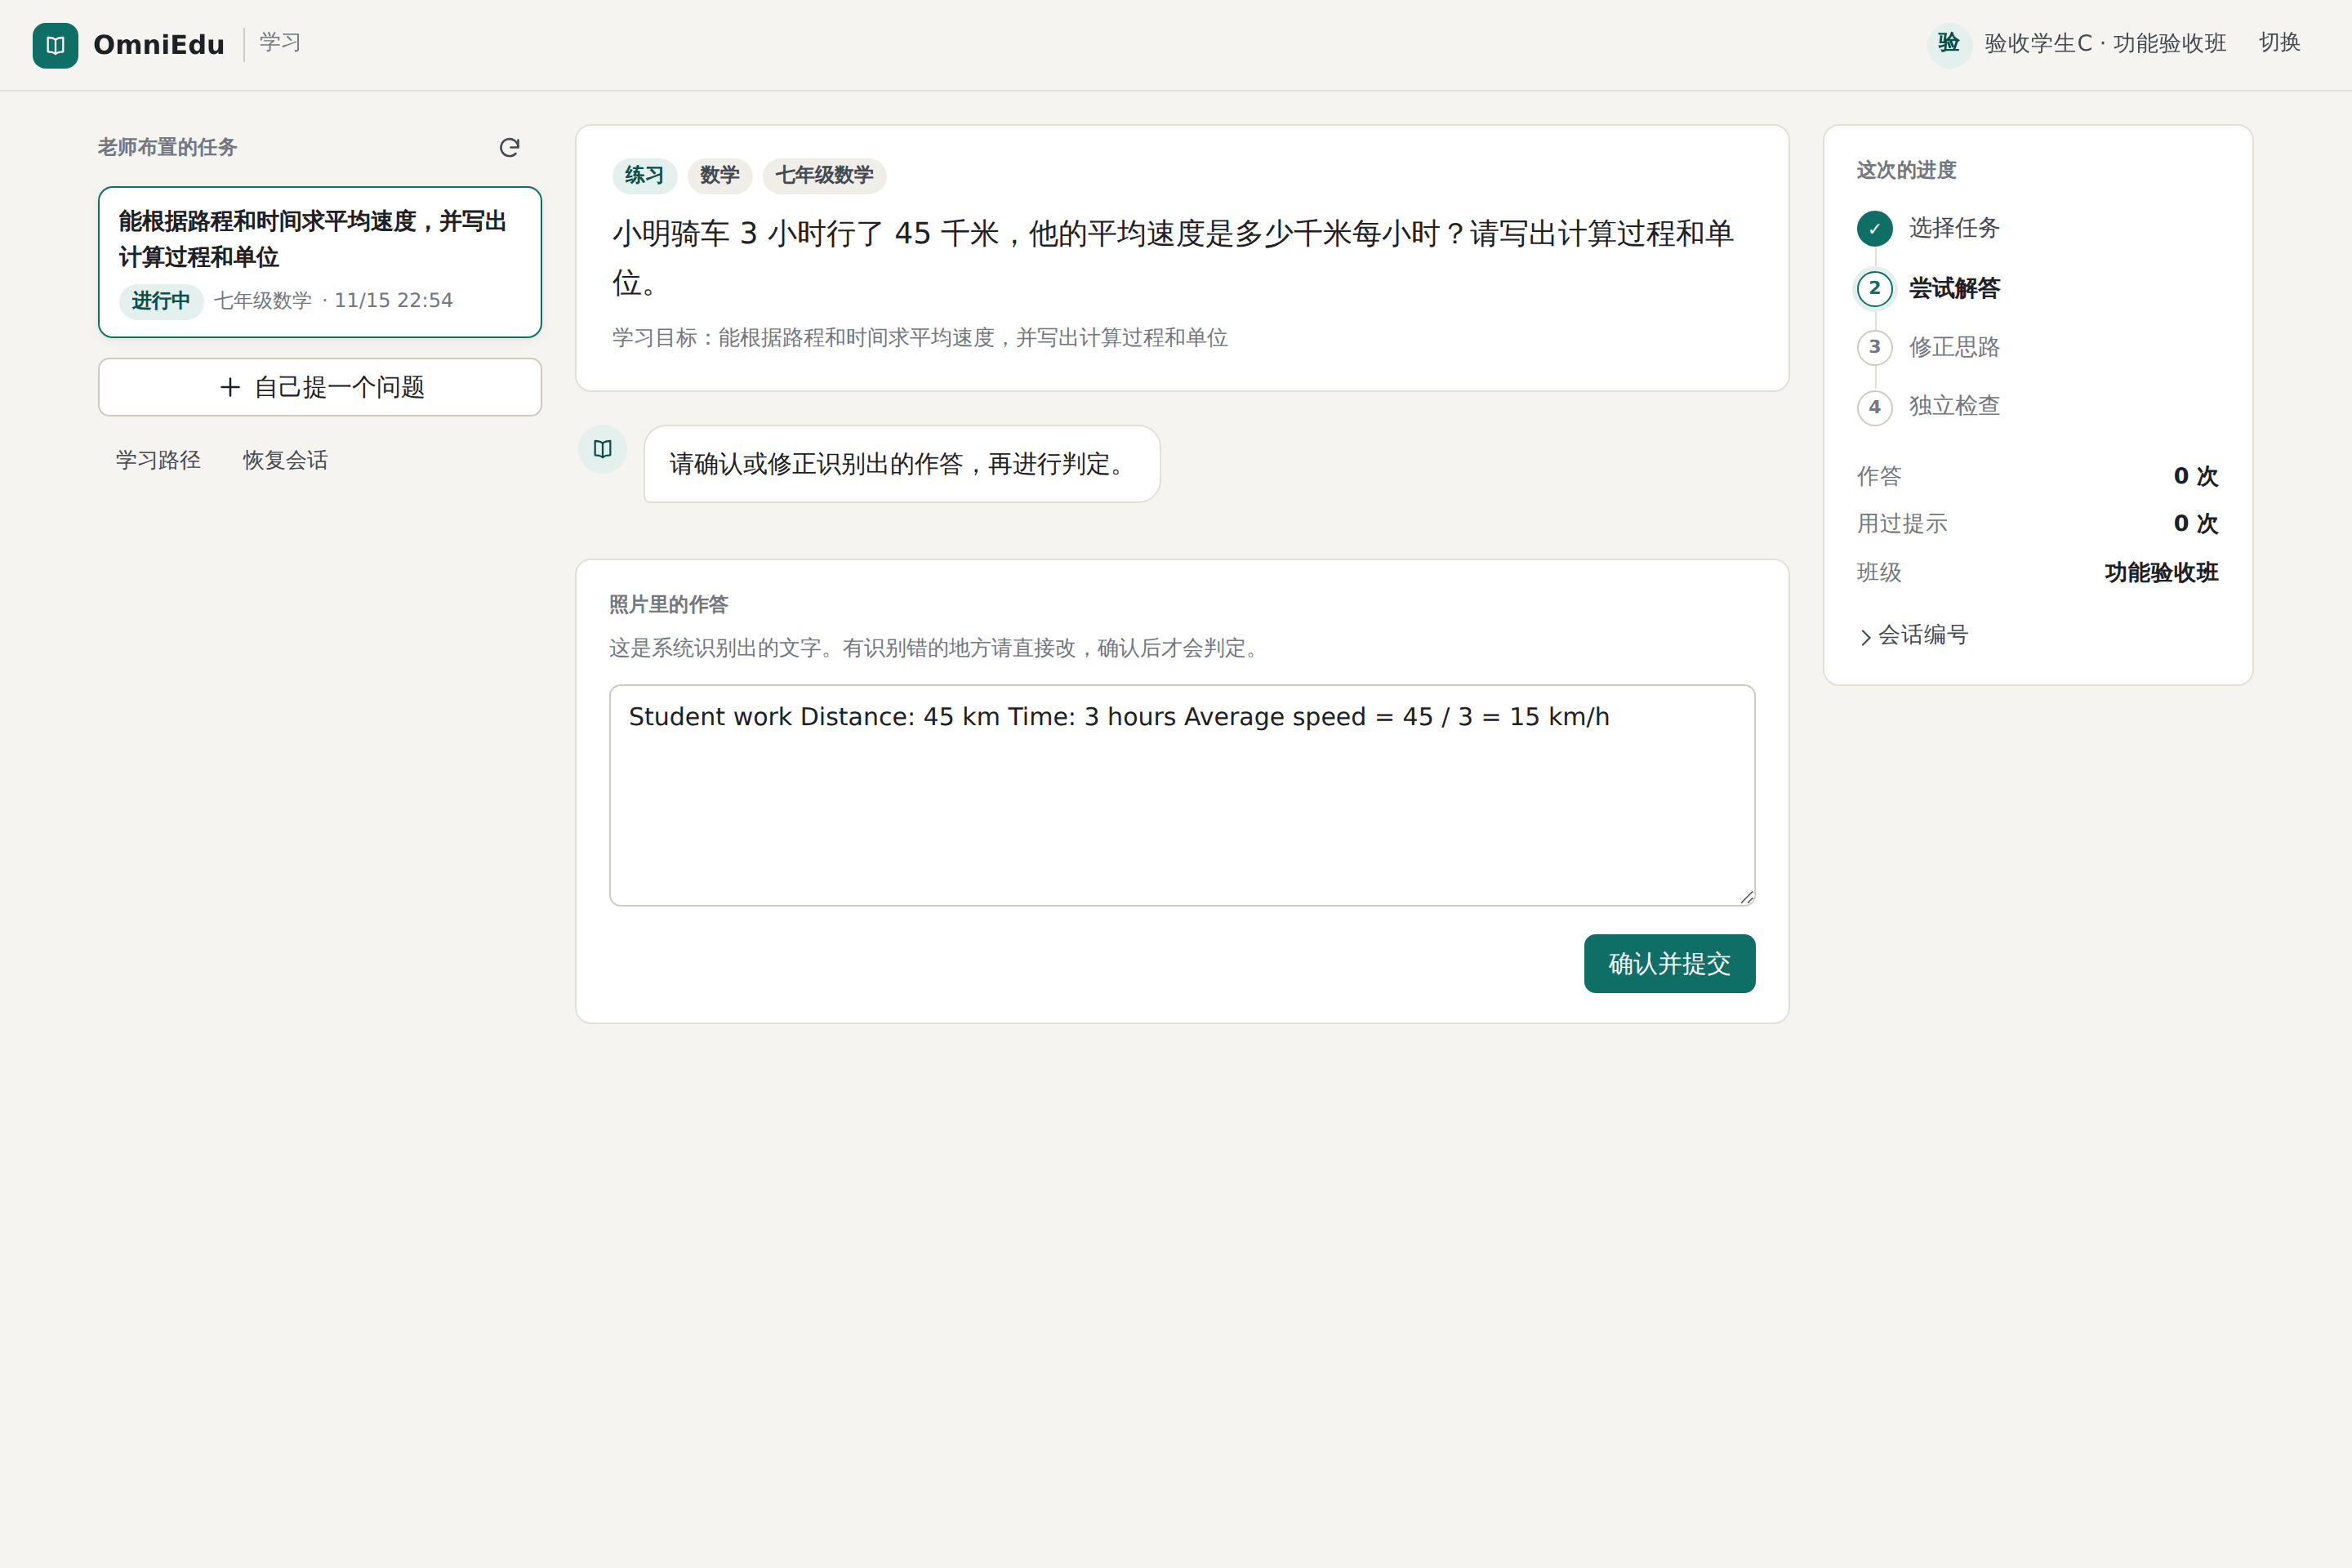 OmniEdu 学习
验 验收学生C · 功能验收班 切换
老师布置的任务
能根据路程和时间求平均速度，并写出
计算过程和单位
进行中 七年级数学 · 11/15 22:54
自己提一个问题
学习路径 恢复会话
练习 数学 七年级数学
小明骑车 3 小时行了 45 千米，他的平均速度是多少千米每小时？请写出计算过程和单
位。
学习目标：能根据路程和时间求平均速度，并写出计算过程和单位
请确认或修正识别出的作答，再进行判定。
照片里的作答
这是系统识别出的文字。有识别错的地方请直接改，确认后才会判定。
Student work Distance: 45 km Time: 3 hours Average speed = 45 / 3 = 15 km/h
确认并提交
这次的进度
✓ 选择任务
2 尝试解答
3 修正思路
4 独立检查
作答 0 次
用过提示 0 次
班级 功能验收班
会话编号